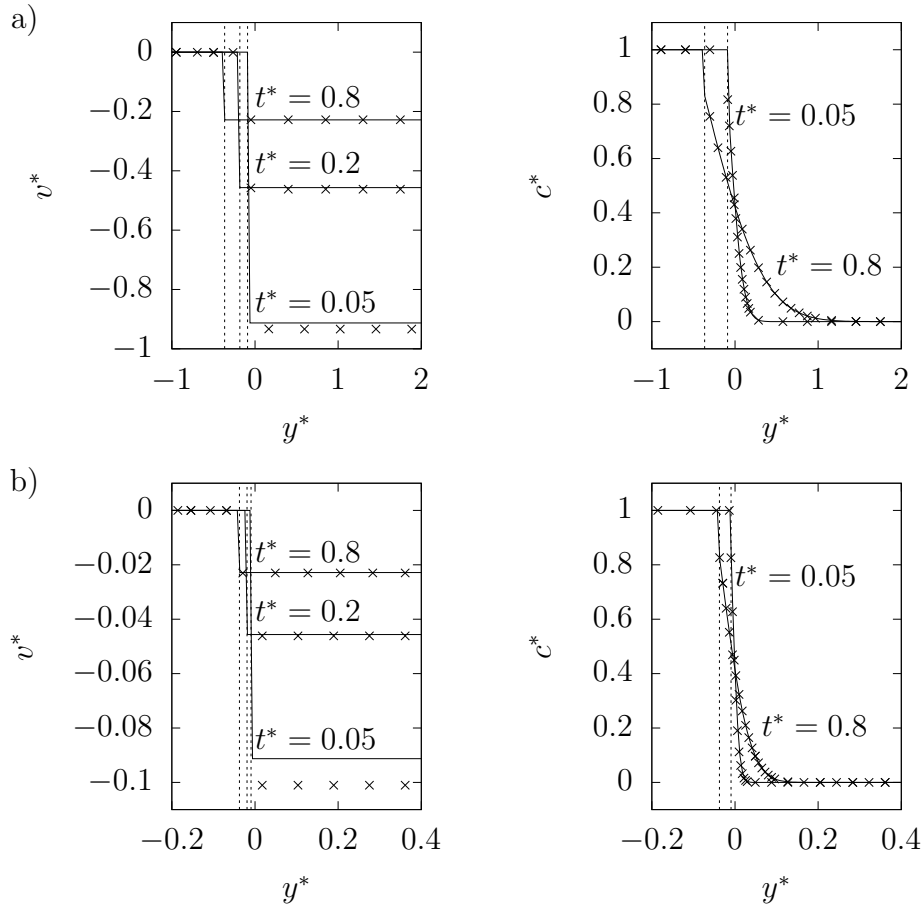 a)
0
−0.2
−0.4
−0.6
−0.8
−1
v*
t* = 0.8
t* = 0.2
t* = 0.05
−1 0 1 2
y*
1
0.8
0.6
0.4
0.2
0
c*
t* = 0.05
t* = 0.8
−1 0 1 2
y*
b)
0
−0.02
−0.04
−0.06
−0.08
−0.1
v*
t* = 0.8
t* = 0.2
t* = 0.05
−0.2 0 0.2 0.4
y*
1
0.8
0.6
0.4
0.2
0
c*
t* = 0.05
t* = 0.8
−0.2 0 0.2 0.4
y*